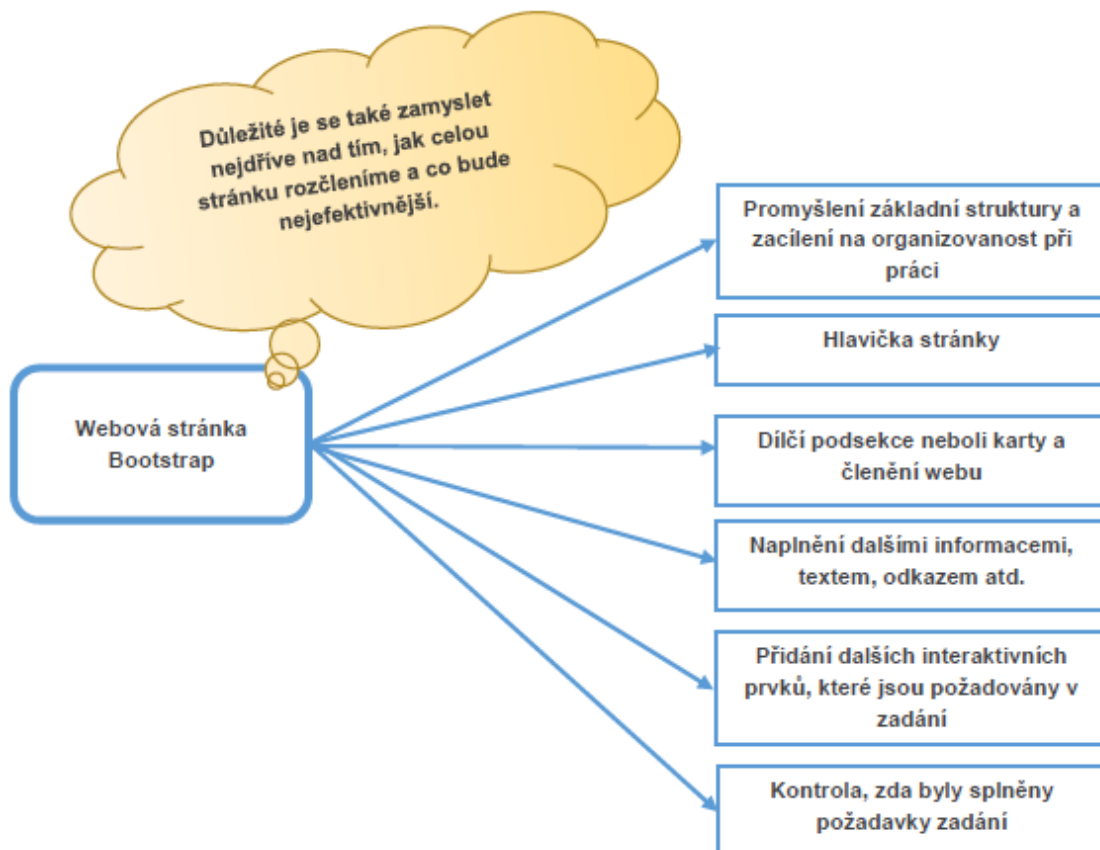 Důležité je se také zamyslet
nejdříve nad tím, jak celou
stránku rozčleníme a co bude
nejefektivnější.
Webová stránka
Bootstrap
Promyšlení základní struktury a
zacílení na organizovanost při
práci
Hlavička stránky
Dílčí podsekce neboli karty a
členění webu
Naplnění dalšími informacemi,
textem, odkazem atd.
Přidání dalších interaktivních
prvků, které jsou požadovány v
zadání
Kontrola, zda byly splněny
požadavky zadání